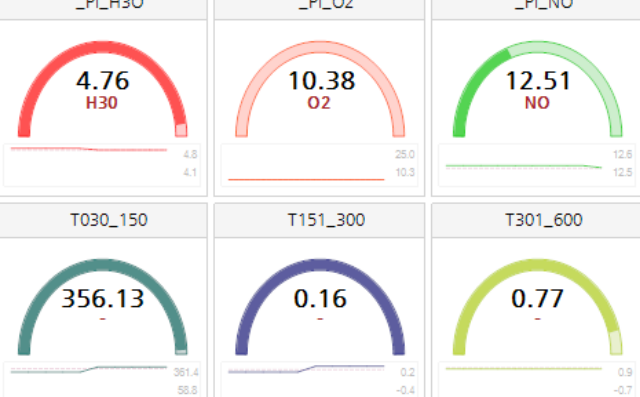 _PI_H3O
_PI_O2
_PI_NO
4.76
H30
4.8
4.1
10.38
O2
25.0
10.3
12.51
NO
12.6
12.5
T030_150
T151_300
T301_600
356.13
-
361.4
58.8
0.16
-
0.2
-0.4
0.77
-
0.9
-0.7